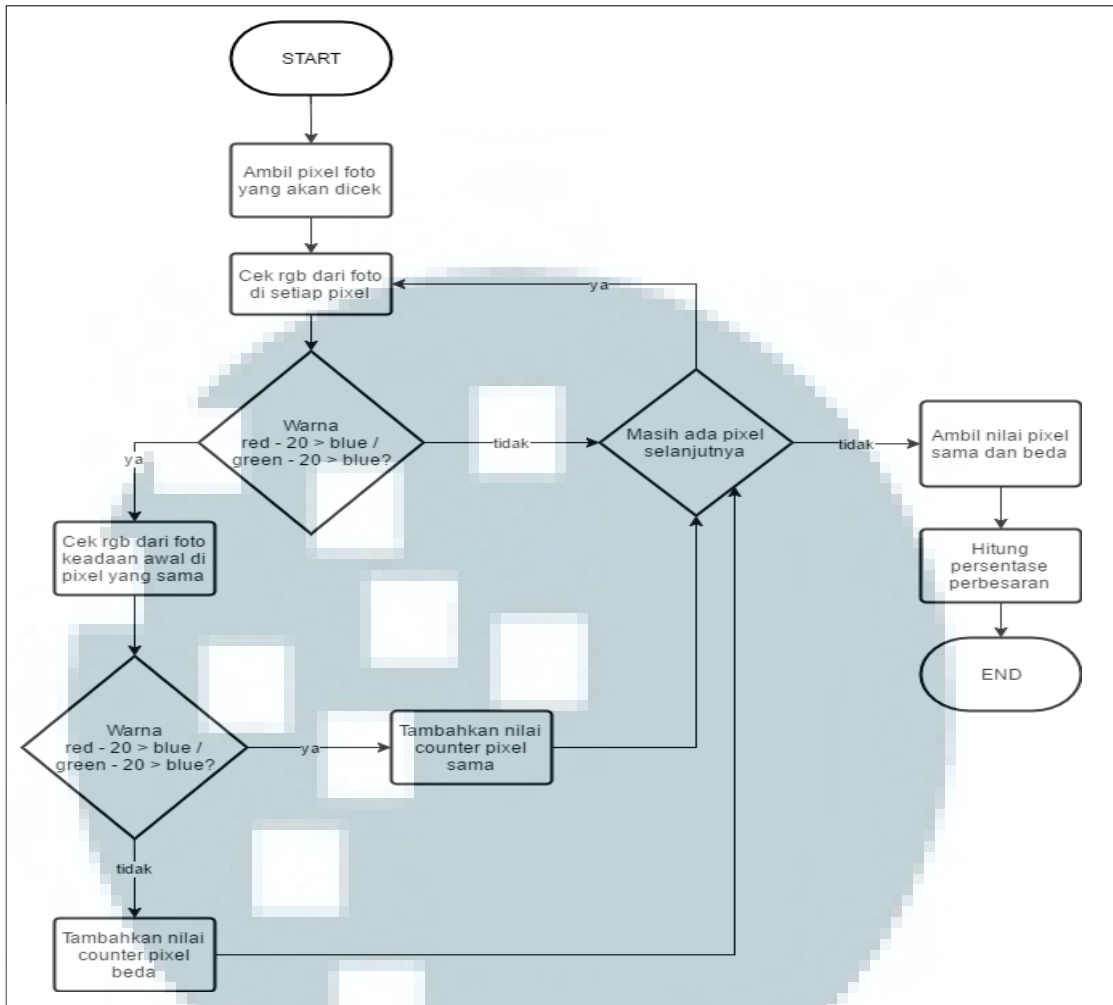 START
Ambil pixel foto
yang akan dicek
Cek rgb dari foto
di setiap pixel
ya
Warna
red - 20 > blue /
green - 20 > blue?
tidak
Masih ada pixel
selanjutnya
tidak
Ambil nilai pixel
sama dan beda
ya
Cek rgb dari foto
keadaan awal di
pixel yang sama
Hitung
persentase
perbesaran
END
Warna
red - 20 > blue /
green - 20 > blue?
ya
Tambahkan nilai
counter pixel
sama
tidak
Tambahkan nilai
counter pixel
beda